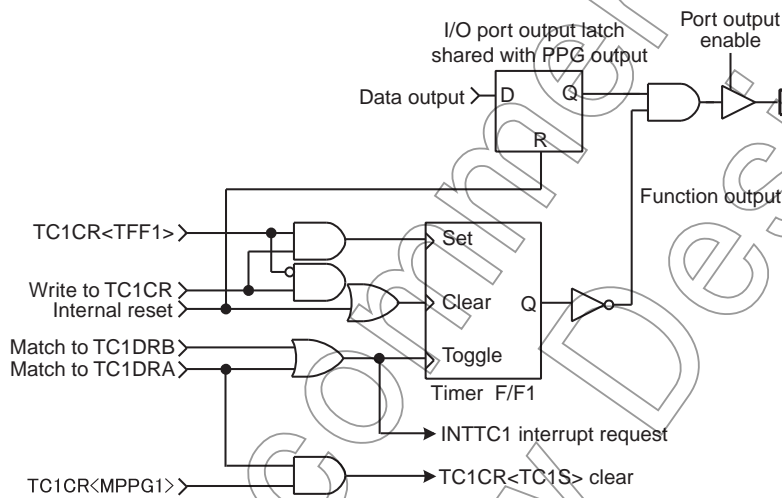 I/O port output latch
shared with PPG output
Port output
enable
Data output
D
Q
R
Function output
TC1CR<TFF1>
Set
Write to TC1CR
Internal reset
Clear
Q
Match to TC1DRB
Match to TC1DRA
Toggle
Timer F/F1
INTTC1 interrupt request
TC1CR<TC1S> clear
TC1CR<MPPG1>